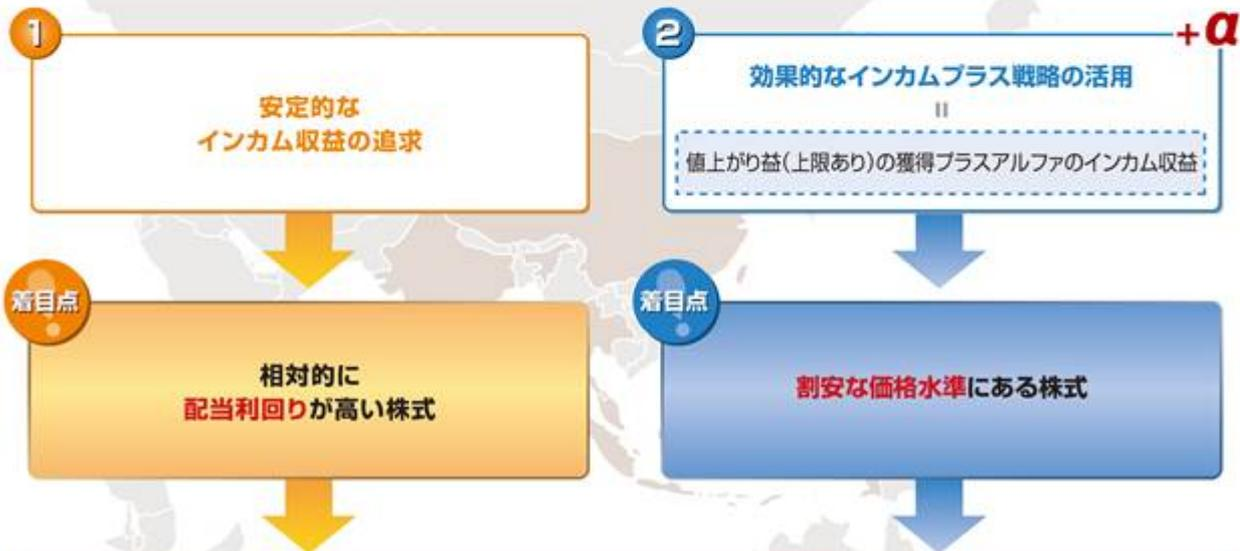 1
安定的な
インカム収益の追求
2
+α
効果的なインカムプラス戦略の活用
=
値上がり益(上限あり)の獲得プラスアルファのインカム収益
着目点
相対的に
配当利回りが高い株式
着目点
割安な価格水準にある株式